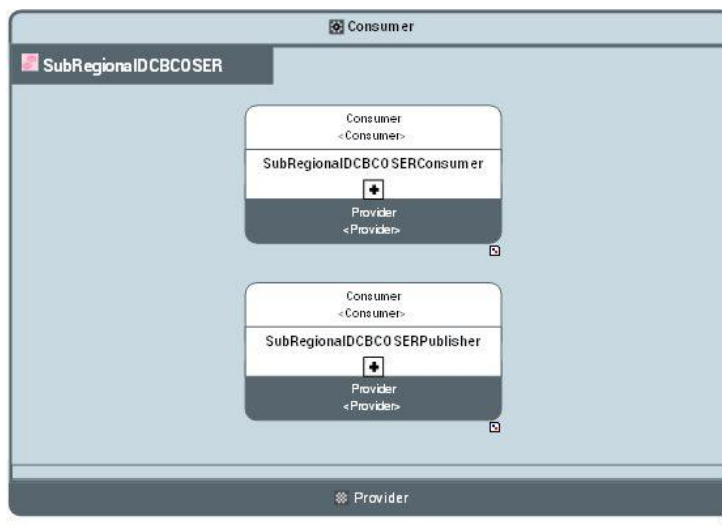 Consumer
SubRegionalDCBCOSER
Consumer
<Consumer>
SubRegionalDCBCOSERConsumer
Provider
<Provider>
Consumer
<Consumer>
SubRegionalDCBCOSERPublisher
Provider
<Provider>
Provider